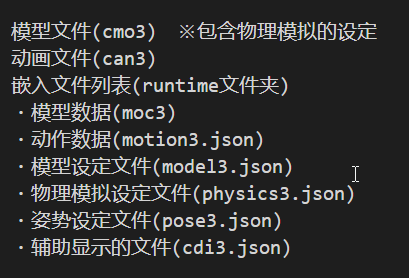 模型文件(cmo3)  ※包含物理模拟的设定
动画文件(can3)
嵌入文件列表(runtime文件夹)
・模型数据(moc3)
・动作数据(motion3.json)
・模型设定文件(model3.json)
・物理模拟设定文件(physics3.json)
・姿势设定文件(pose3.json)
・辅助显示的文件(cdi3.json)